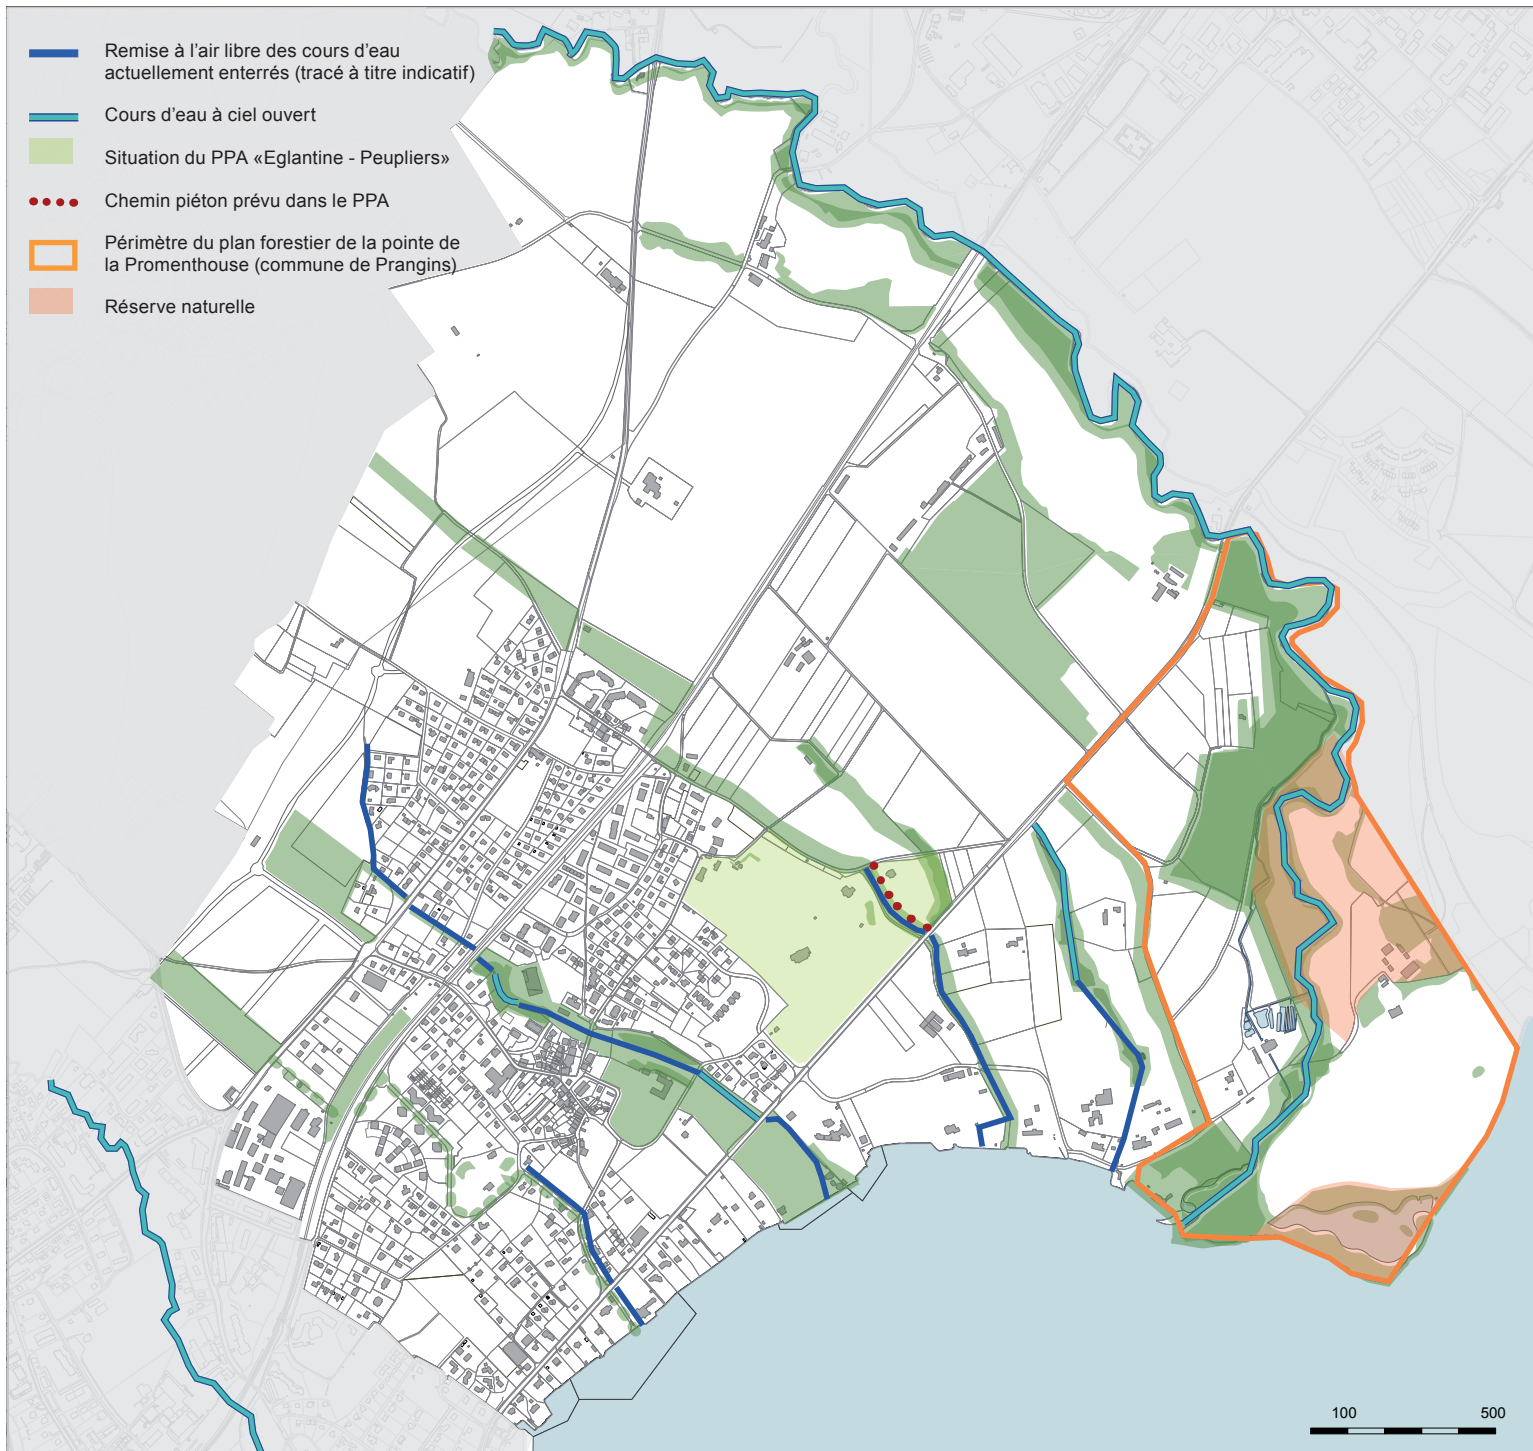 Remise à l'air libre des cours d'eau
actuellement enterrés (tracé à titre indicatif)
Cours d'eau à ciel ouvert
Situation du PPA «Eglantine - Peupliers»
Chemin piéton prévu dans le PPA
Périmètre du plan forestier de la pointe de
la Promenthouse (commune de Prangins)
Réserve naturelle
100 500